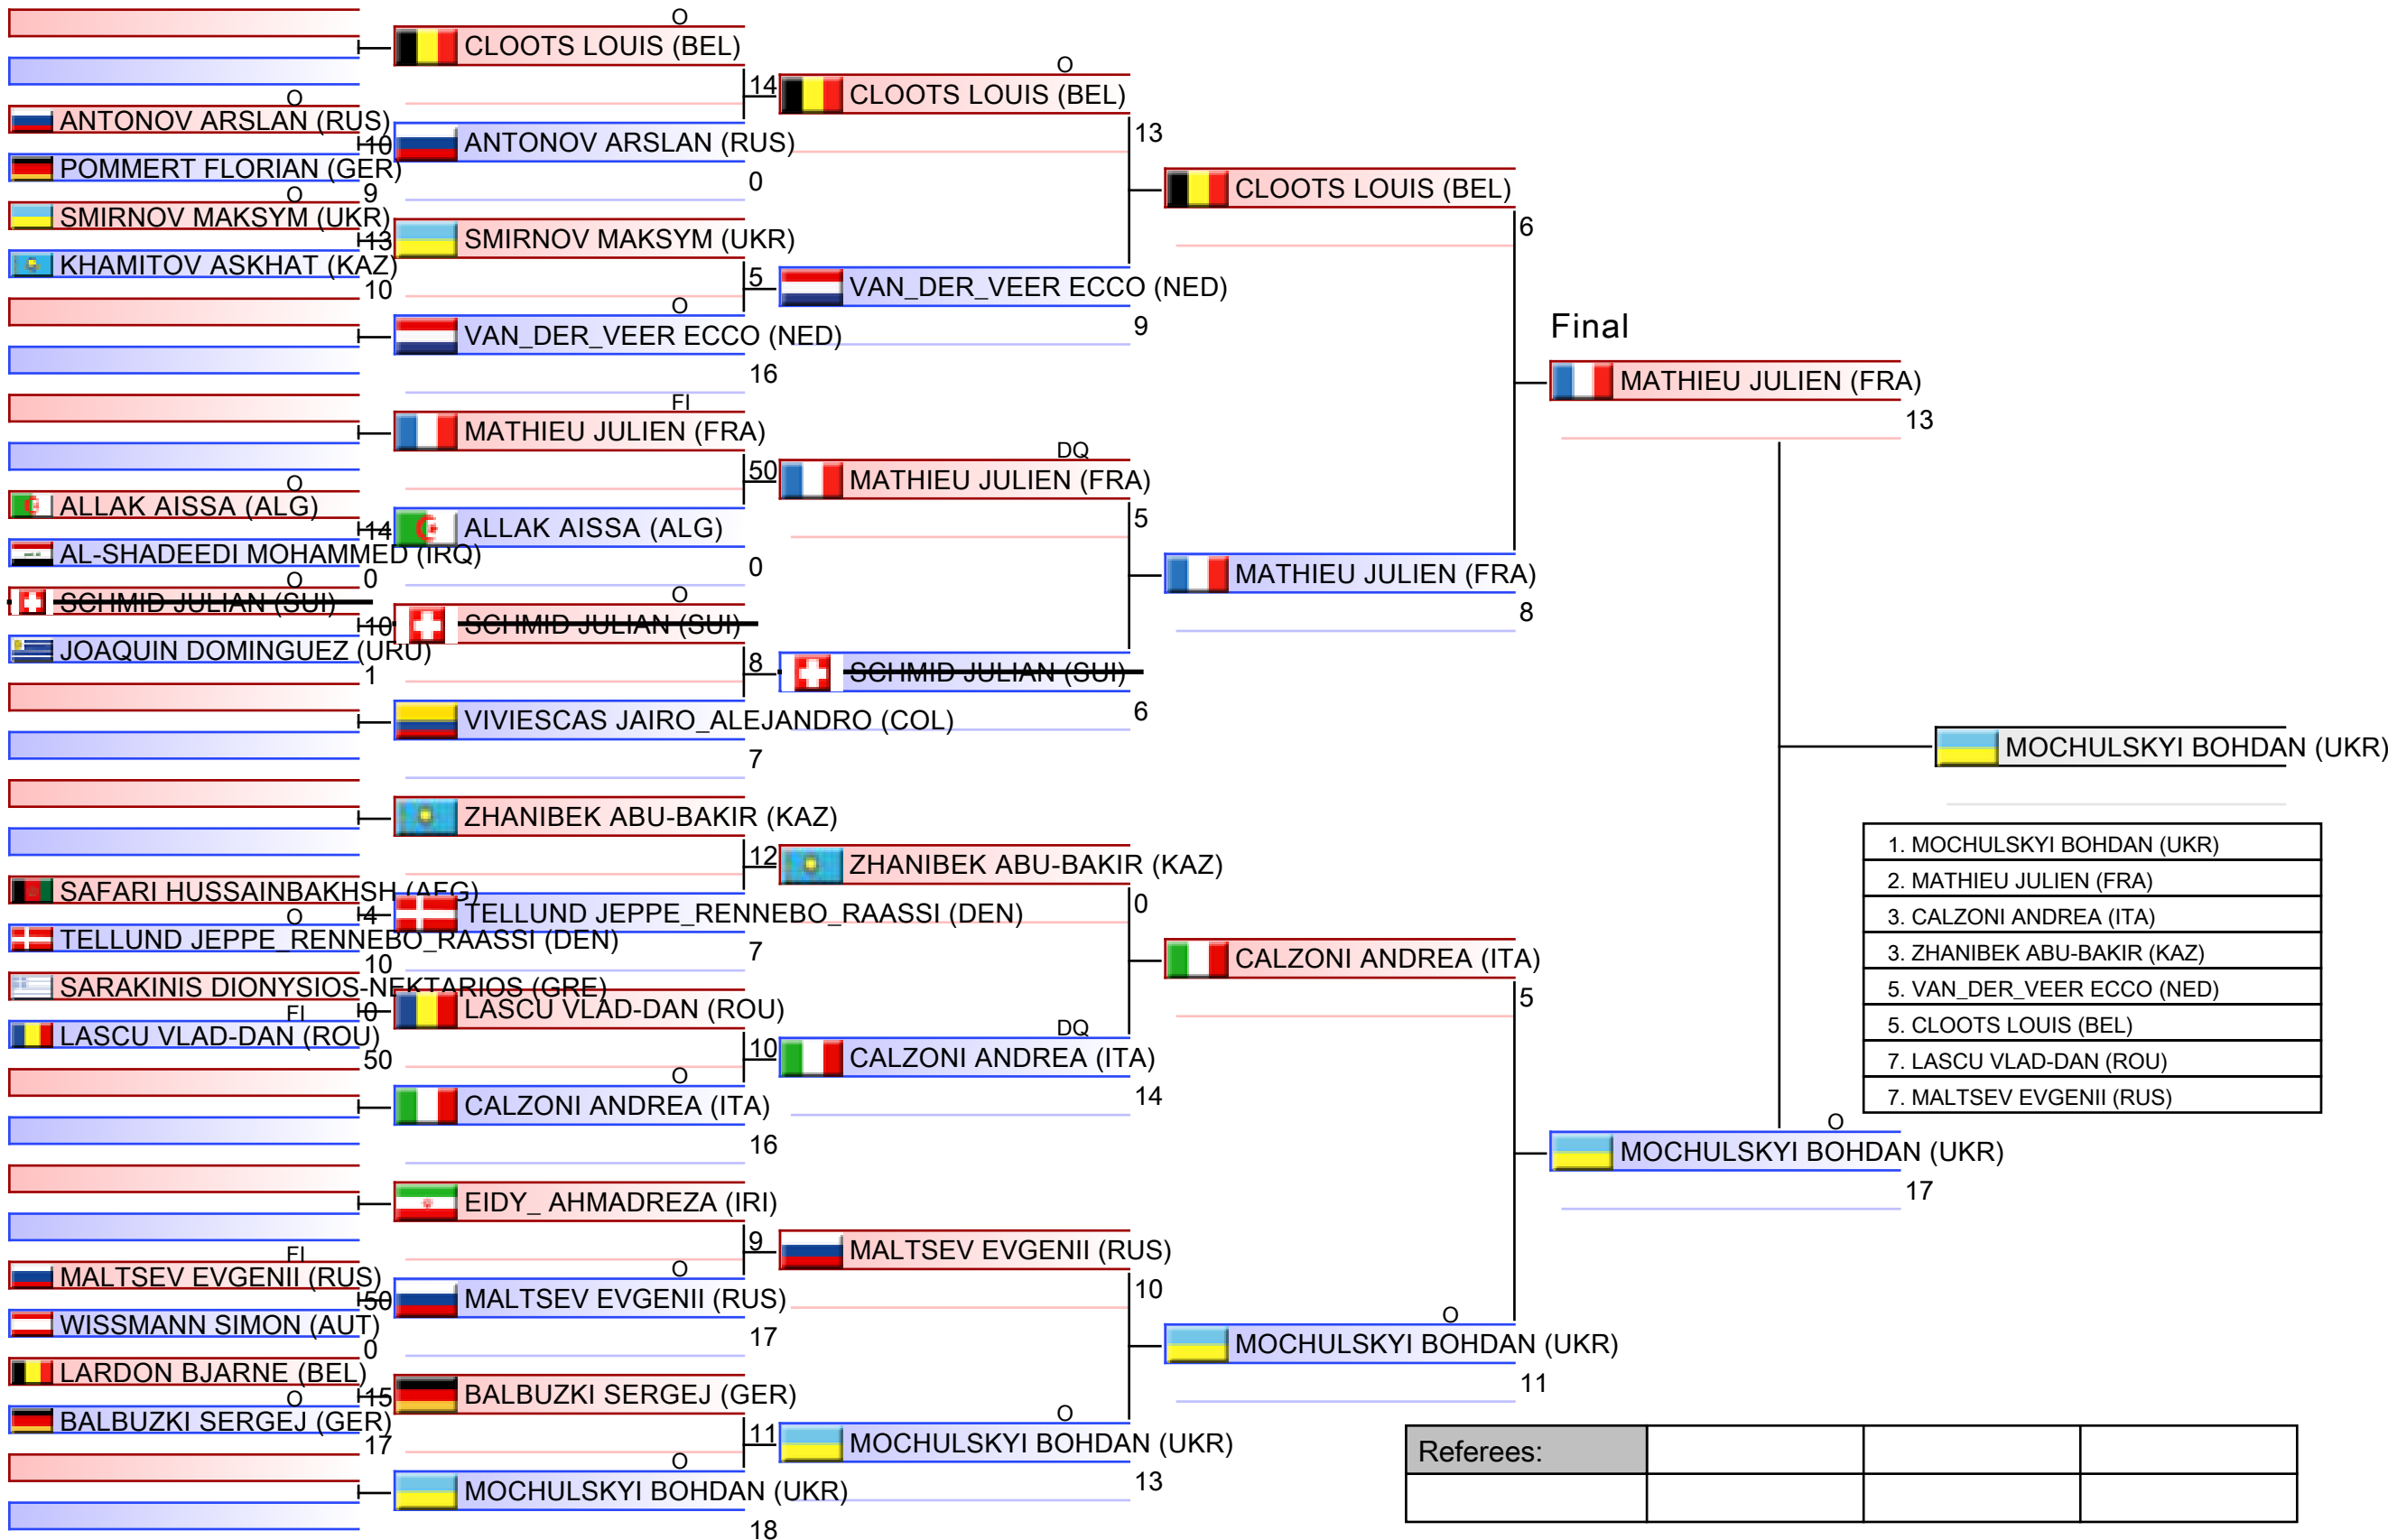 O
CLOOTS LOUIS (BEL)
14
O
ANTONOV ARSLAN (RUS)
10
POMMERT FLORIAN (GER)
9
ANTONOV ARSLAN (RUS)
0
O
SMIRNOV MAKSYM (UKR)
13
KHAMITOV ASKHAT (KAZ)
10
SMIRNOV MAKSYM (UKR)
5
O
VAN_DER_VEER ECCO (NED)
16
FI
MATHIEU JULIEN (FRA)
50
O
ALLAK AISSA (ALG)
14
AL-SHADEEDI MOHAMMED (IRQ)
0
ALLAK AISSA (ALG)
0
O
SCHMID JULIAN (SUI)
10
JOAQUIN DOMINGUEZ (URU)
1
O
SCHMID JULIAN (SUI)
8
VIVIESCAS JAIRO_ALEJANDRO (COL)
7
ZHANIBEK ABU-BAKIR (KAZ)
12
SAFARI HUSSAINBAKHSH (AFG)
4
O
TELLUND JEPPE_RENNEBO_RAASSI (DEN)
10
TELLUND JEPPE_RENNEBO_RAASSI (DEN)
7
SARAKINIS DIONYSIOS-NEKTARIOS (GRE)
0
FI
LASCU VLAD-DAN (ROU)
50
LASCU VLAD-DAN (ROU)
10
O
CALZONI ANDREA (ITA)
16
EIDY_ AHMADREZA (IRI)
9
FI
MALTSEV EVGENII (RUS)
50
WISSMANN SIMON (AUT)
0
O
MALTSEV EVGENII (RUS)
17
LARDON BJARNE (BEL)
15
O
BALBUZKI SERGEJ (GER)
17
BALBUZKI SERGEJ (GER)
11
O
MOCHULSKYI BOHDAN (UKR)
18
O
CLOOTS LOUIS (BEL)
13
VAN_DER_VEER ECCO (NED)
9
DQ
MATHIEU JULIEN (FRA)
5
SCHMID JULIAN (SUI)
6
ZHANIBEK ABU-BAKIR (KAZ)
0
DQ
CALZONI ANDREA (ITA)
14
MALTSEV EVGENII (RUS)
10
O
MOCHULSKYI BOHDAN (UKR)
13
CLOOTS LOUIS (BEL)
6
MATHIEU JULIEN (FRA)
8
CALZONI ANDREA (ITA)
5
O
MOCHULSKYI BOHDAN (UKR)
11
Final
MATHIEU JULIEN (FRA)
13
O
MOCHULSKYI BOHDAN (UKR)
17
MOCHULSKYI BOHDAN (UKR)
1. MOCHULSKYI BOHDAN (UKR)
2. MATHIEU JULIEN (FRA)
3. CALZONI ANDREA (ITA)
3. ZHANIBEK ABU-BAKIR (KAZ)
5. VAN_DER_VEER ECCO (NED)
5. CLOOTS LOUIS (BEL)
7. LASCU VLAD-DAN (ROU)
7. MALTSEV EVGENII (RUS)
Referees: